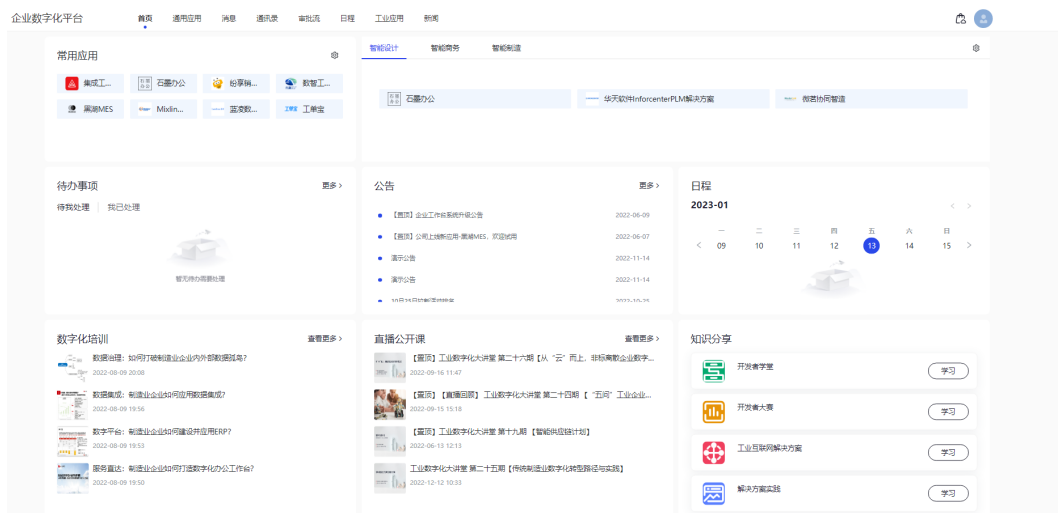 企业数字化平台
首页 通用应用 消息 通讯录 审批流 日程 工业应用 新闻
常用应用
集成工... 石墨办公 纷享销... 数智工...
黑湖MES Mixlin... 蓝凌数... 工单宝
智能设计 智能商务 智能制造
石墨办公 华天软件InforcenterPLM解决方案 微茗协同智造
待办事项 更多 >
待我处理 我已处理
暂无待办需要处理
公告 更多 >
【置顶】企业工作台系统升级公告 2022-06-09
【置顶】公司上线新应用-黑湖MES，欢迎试用 2022-06-07
演示公告 2022-11-14
演示公告 2022-11-14
2022-10-25
日程
2023-01 < >
一 二 三 四 五 六 日
< 09 10 11 12 13 14 15 >
数字化培训 查看更多 >
数据治理：如何打破制造业企业内外部数据孤岛？
2022-08-09 20:08
数据集成：制造业企业如何应用数据集成？
2022-08-09 19:56
数字平台：制造业企业如何建设并应用ERP？
2022-08-09 19:53
服务直达：制造业企业如何打造数字化办公工作台？
2022-08-09 19:50
直播公开课 查看更多 >
【置顶】工业数字化大讲堂 第二十六期【从“云”而上，非标离散企业数字...
2022-09-16 11:47
【置顶】【直播回顾】 工业数字化大讲堂 第二十四期 【 “五问”工业企业...
2022-09-15 15:18
【置顶】工业数字化大讲堂 第十九期 【智能供应链计划】
2022-06-13 12:13
工业数字化大讲堂 第二十五期【传统制造业数字化转型路径与实践】
2022-12-12 10:33
知识分享
开发者学堂 学习
开发者大赛 学习
工业互联网解决方案 学习
解决方案实践 学习